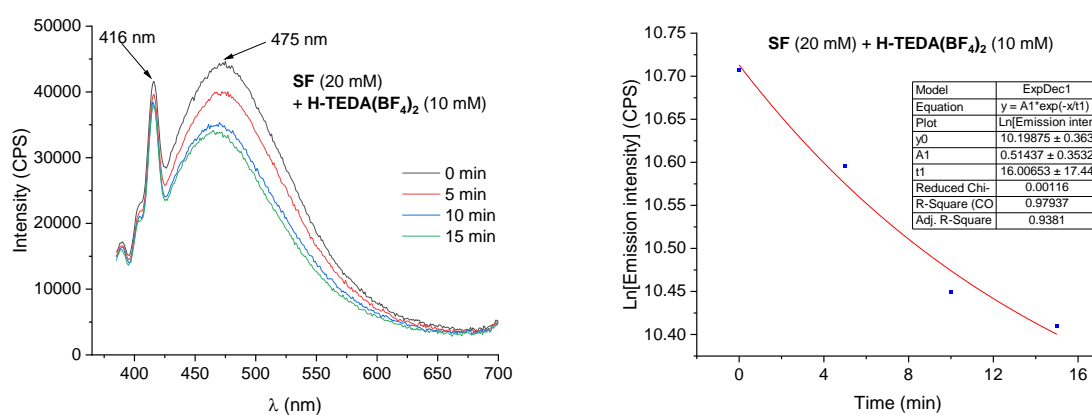 50000
40000
30000
20000
10000
0
Intensity (CPS)
416 nm
475 nm
SF (20 mM)
+ H-TEDA(BF₄)₂ (10 mM)
0 min
5 min
10 min
15 min
400 450 500 550 600 650 700
λ (nm)
10.75
10.70
10.65
10.60
10.55
10.50
10.45
10.40
Ln[Emission intensity] (CPS)
SF (20 mM) + H-TEDA(BF₄)₂ (10 mM)
Model ExpDec1
Equation y = A1*exp(-x/t1)
Plot Ln[Emission inten
y0 10.19875 ± 0.363
A1 0.51437 ± 0.3532
t1 16.00653 ± 17.44
Reduced Chi- 0.00116
R-Square (CO 0.97937
Adj. R-Square 0.9381
0 4 8 12 16
Time (min)